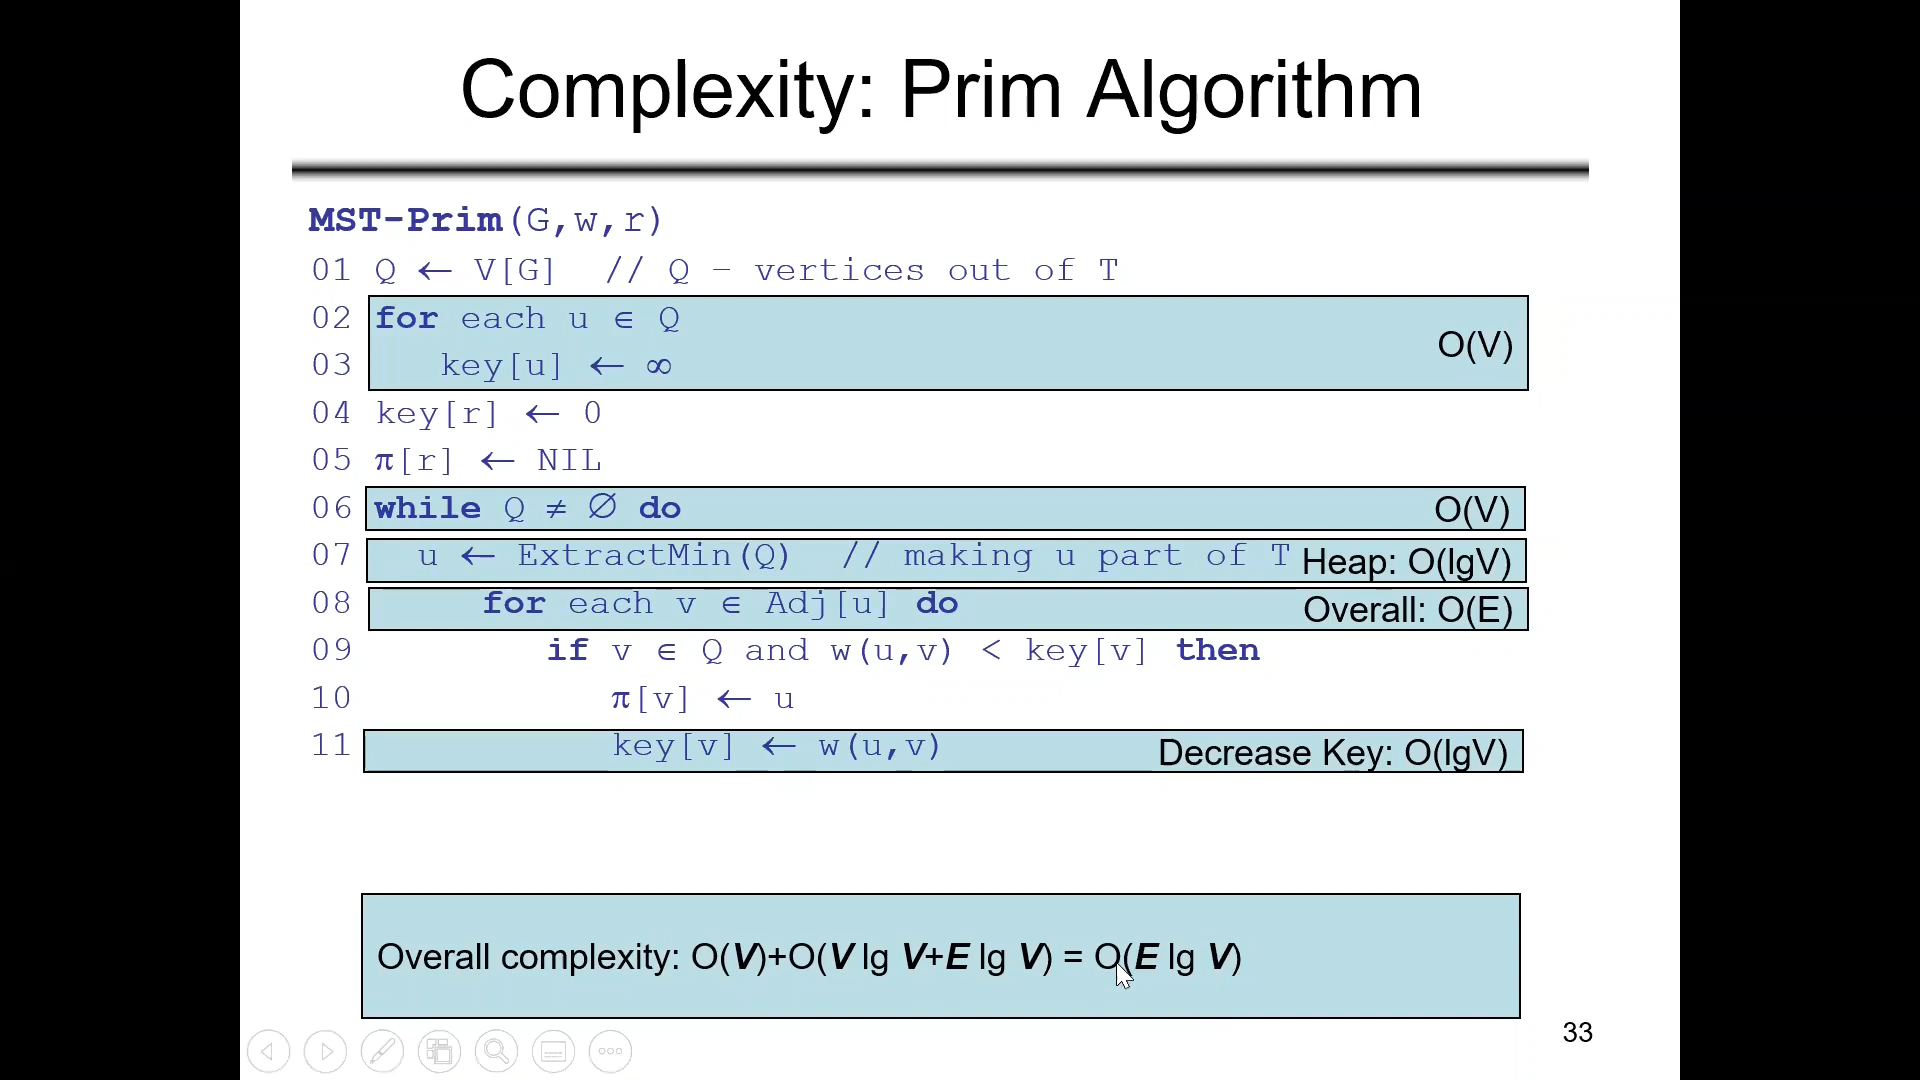 Complexity: Prim Algorithm
MST-Prim(G,w,r)
01 Q ← V[G] // Q – vertices out of T
02 for each u ∈ Q
O(V)
03 key[u] ← ∞
04 key[r] ← 0
05 π[r] ← NIL
06 while Q ≠ ∅ do O(V)
07 u ← ExtractMin(Q) // making u part of T Heap: O(lgV)
08 for each v ∈ Adj[u] do Overall: O(E)
09 if v ∈ Q and w(u,v) < key[v] then
10 π[v] ← u
11 key[v] ← w(u,v) Decrease Key: O(lgV)
Overall complexity: O(V)+O(V lg V+E lg V) = O(E lg V)
33